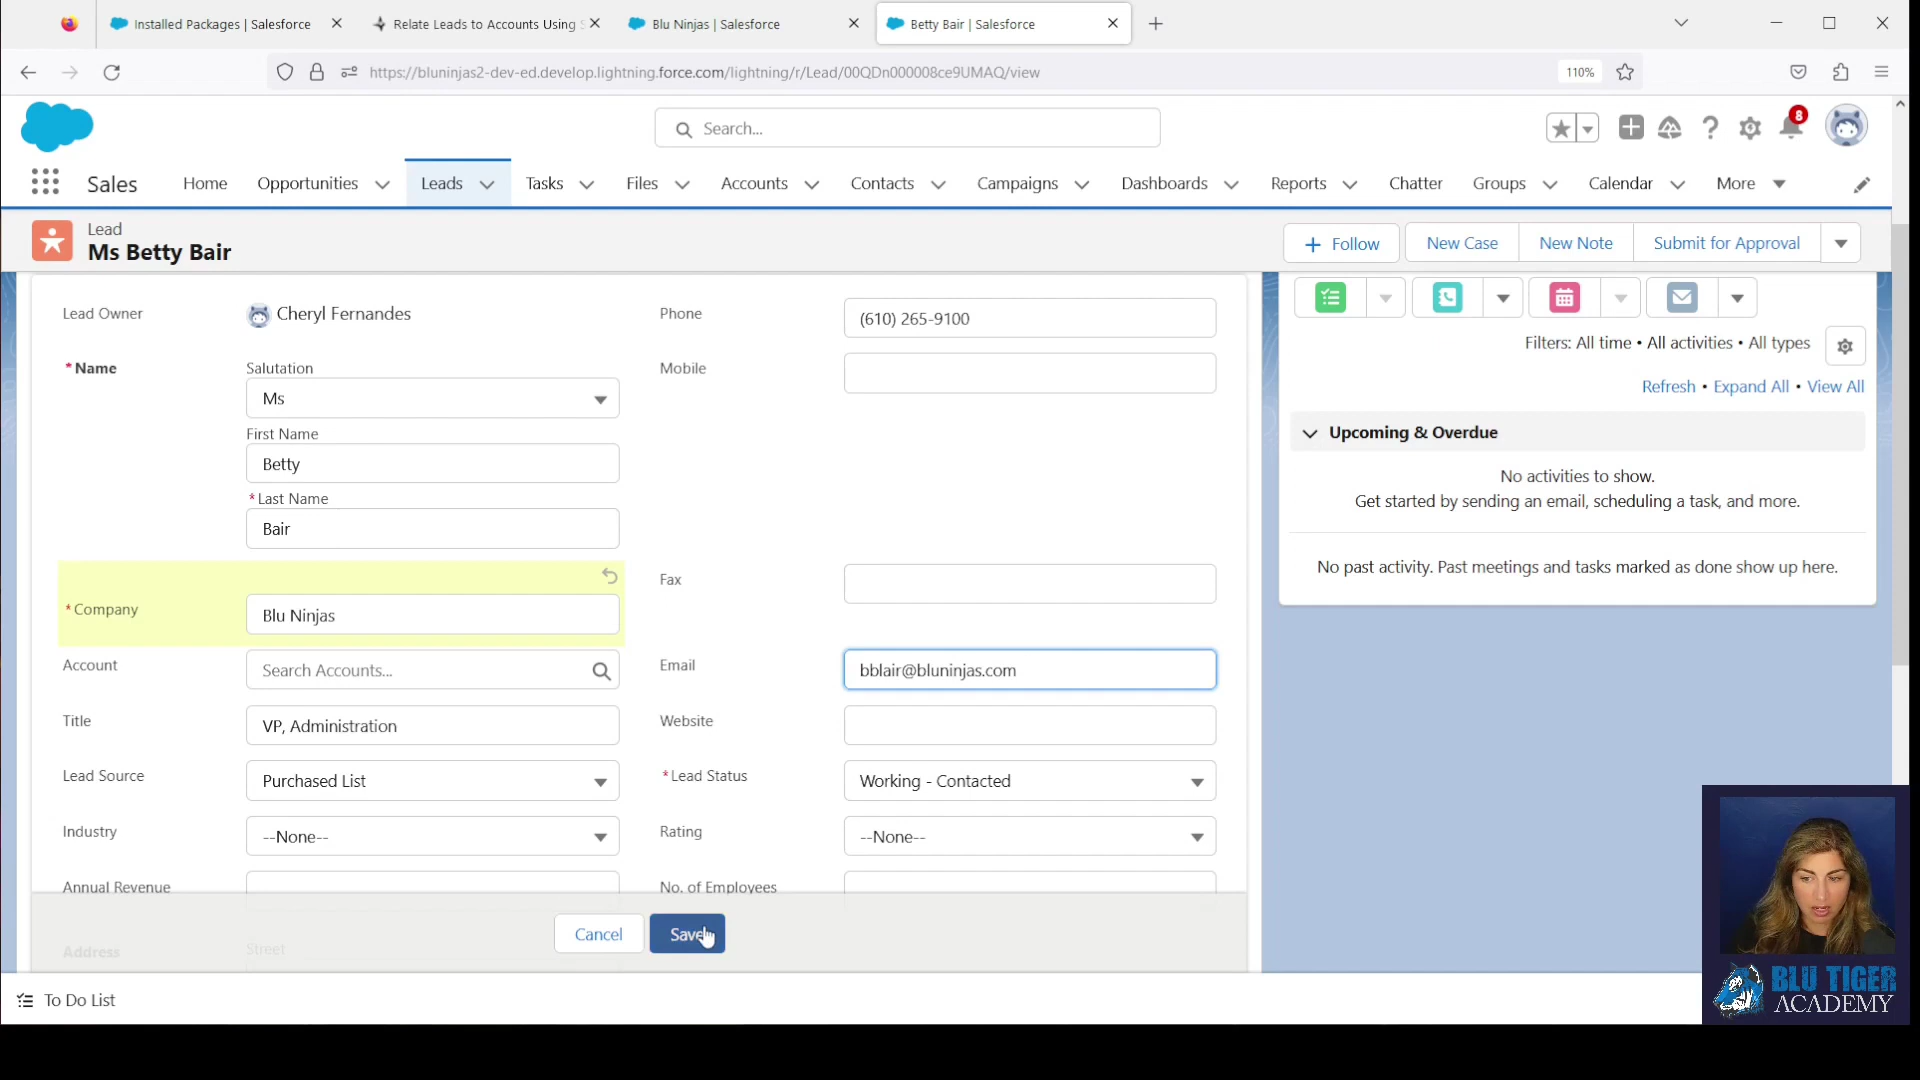 Installed Packages | Salesforce
Relate Leads to Accounts Using S
Blu Ninjas | Salesforce
Betty Bair | Salesforce
https://bluninjas2-dev-ed.develop.lightning.force.com/lightning/r/Lead/00QDn000008ce9UMAQ/view
110%
Search...
8
Sales
Home
Opportunities
Leads
Tasks
Files
Accounts
Contacts
Campaigns
Dashboards
Reports
Chatter
Groups
Calendar
More
Lead
Ms Betty Bair
Follow
New Case
New Note
Submit for Approval
Lead Owner
Cheryl Fernandes
Phone
(610) 265-9100
*Name
Salutation
Ms
Mobile
First Name
Betty
*Last Name
Bair
*Company
Blu Ninjas
Fax
Account
Search Accounts...
Email
bblair@bluninjas.com
Title
VP, Administration
Website
Lead Source
Purchased List
*Lead Status
Working - Contacted
Industry
--None--
Rating
--None--
Annual Revenue
No. of Employees
Cancel
Save
Address
Street
Filters: All time • All activities • All types
Refresh • Expand All • View All
Upcoming & Overdue
No activities to show.
Get started by sending an email, scheduling a task, and more.
No past activity. Past meetings and tasks marked as done show up here.
To Do List
BLU TIGER
ACADEMY